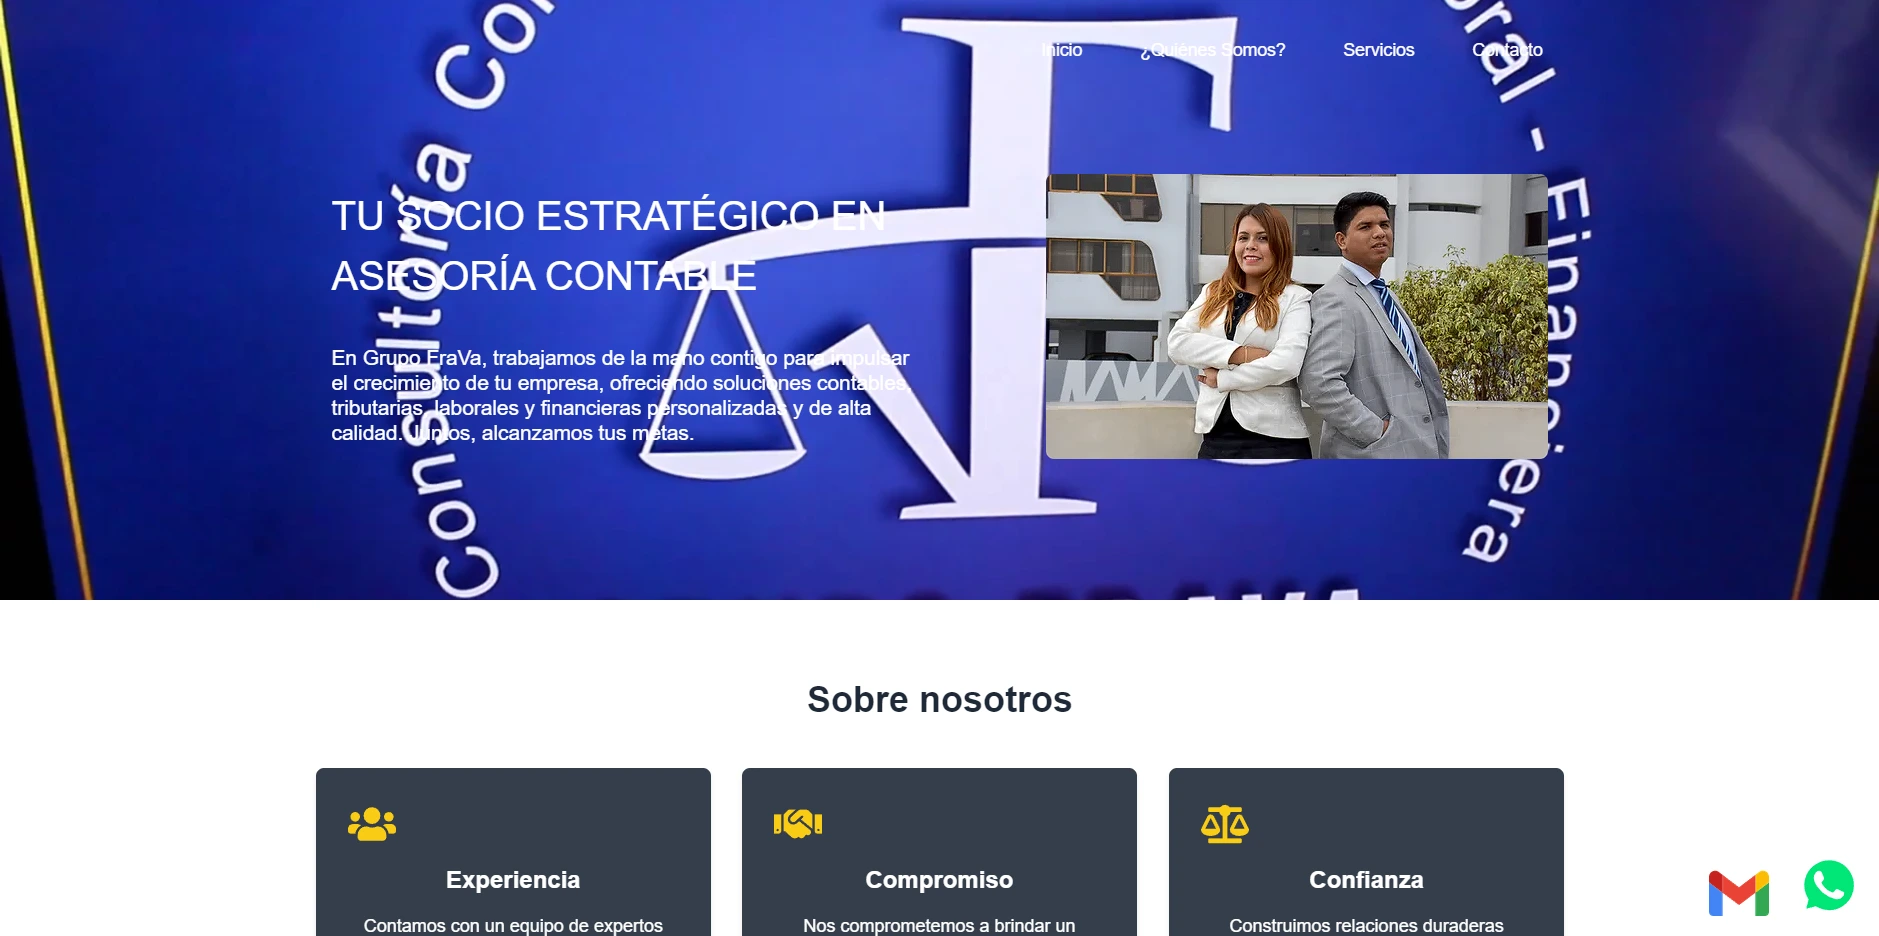 Inicio ¿Quiénes Somos? Servicios Contacto
Consultoría
Financiera
TU SOCIO ESTRATÉGICO EN
ASESORÍA CONTABLE
En Grupo FraVa, trabajamos de la mano contigo para impulsar
el crecimiento de tu empresa, ofreciendo soluciones contables,
tributarias, laborales y financieras personalizadas y de alta
calidad. Juntos, alcanzamos tus metas.
Sobre nosotros
Experiencia
Contamos con un equipo de expertos
Compromiso
Nos comprometemos a brindar un
Confianza
Construimos relaciones duraderas